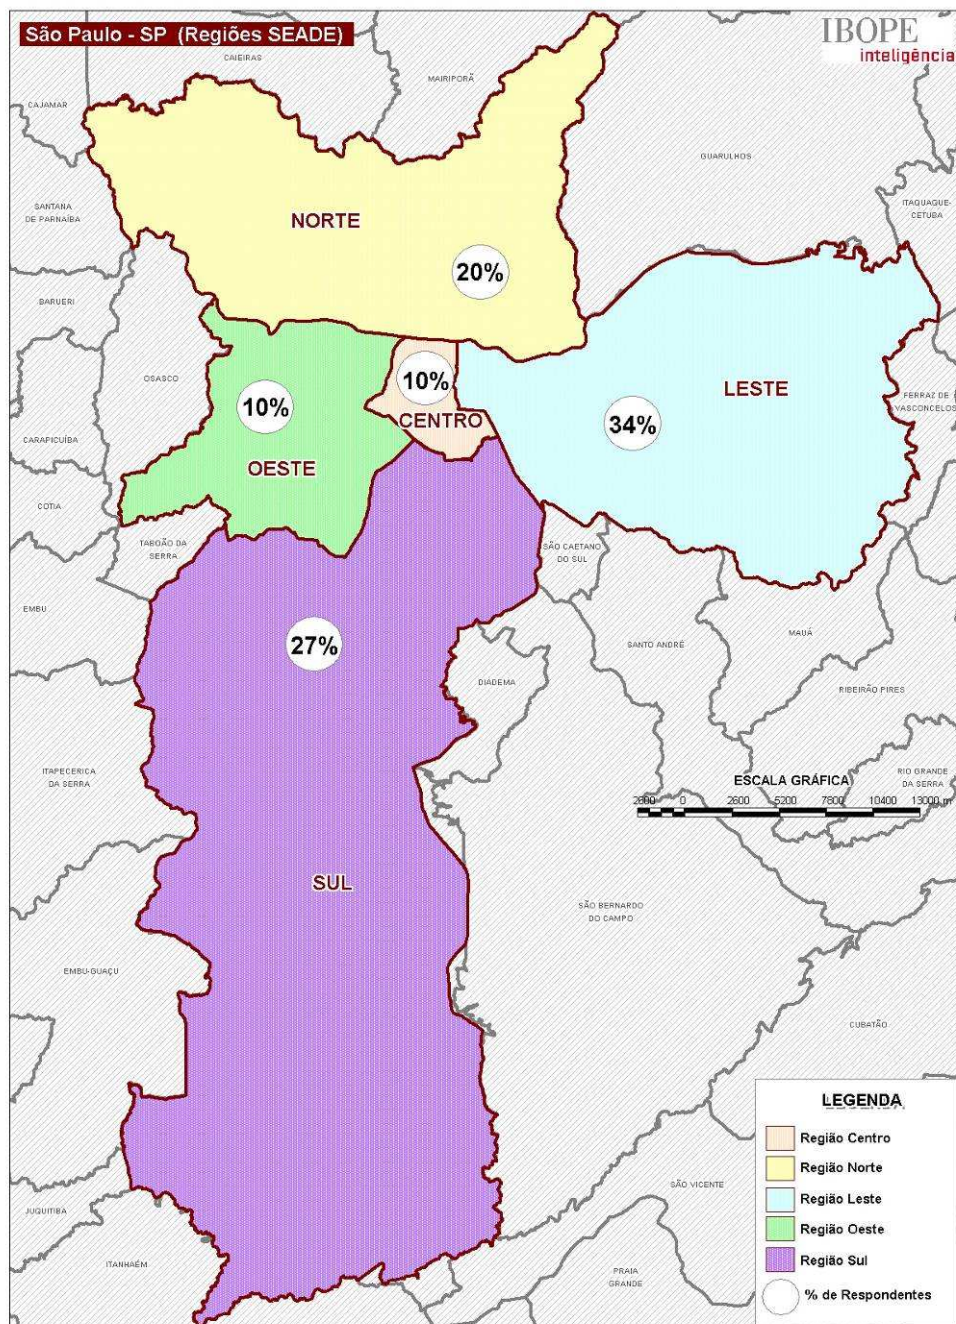 São Paulo - SP (Regiões SEADE)
IBOPE
inteligência
CAIEIRAS
MAIRIPORÃ
CAJAMAR
GUARULHOS
SANTANA
DE PARNAÍBA
ITAQUAQUE-
CETUBA
NORTE
20%
BARUERI
OSASCO
10%
10%
CENTRO
LESTE
34%
FERRAZ DE
VASCONCELOS
CARAPICUÍBA
OESTE
COTIA
TABOÃO DA
SERRA
SÃO CAETANO
DO SUL
EMBU
27%
SANTO ANDRÉ
MAUÁ
DIADEMA
RIBEIRÃO PIRES
ITAPECERICA
DA SERRA
ESCALA GRÁFICA
RIO GRANDE
DA SERRA
2600 0 2600 5200 7800 10400 13000 m
SUL
SÃO BERNARDO
DO CAMPO
EMBU-GUAÇU
CUBATÃO
LEGENDA
Região Centro
Região Norte
Região Leste
Região Oeste
Região Sul
% de Respondentes
SÃO VICENTE
JUQUITIBA
ITANHAÉM
PRAIA
GRANDE